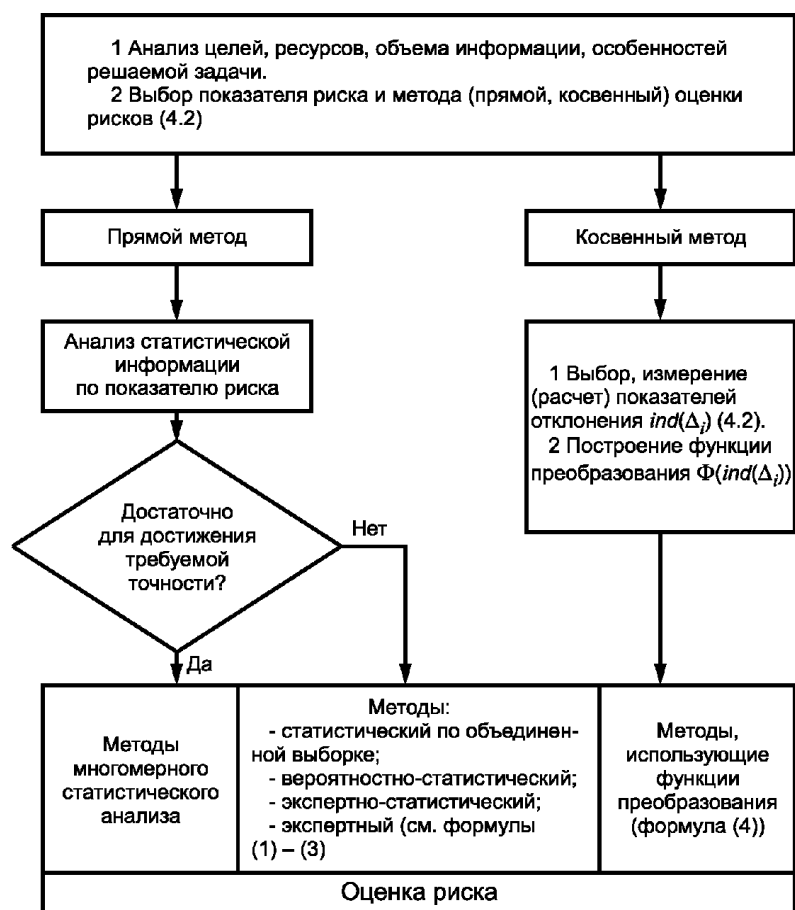 1 Анализ целей, ресурсов, объема информации, особенностей
решаемой задачи.
2 Выбор показателя риска и метода (прямой, косвенный) оценки
рисков (4.2)
Прямой метод
Косвенный метод
Анализ статистической
информации
по показателю риска
1 Выбор, измерение
(расчет) показателей
отклонения ind(Δi) (4.2).
2 Построение функции
преобразования Φ(ind(Δi))
Достаточно
для достижения
требуемой
точности?
Нет
Да
Методы
многомерного
статистического
анализа
Методы:
- статистический по объединен-
ной выборке;
- вероятностно-статистический;
- экспертно-статистический;
- экспертный (см. формулы
(1) – (3)
Методы,
использующие
функции
преобразования
(формула (4))
Оценка риска